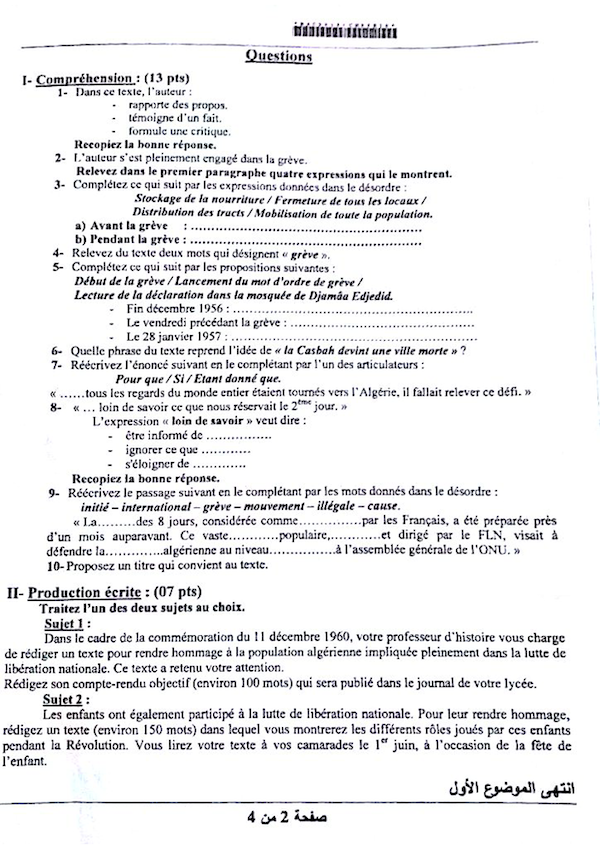 Questions
I- Compréhension : (13 pts)
1- Dans ce texte, l'auteur :
- rapporte des propos.
- témoigne d'un fait.
- formule une critique.
Recopiez la bonne réponse.
2- L'auteur s'est pleinement engagé dans la grève.
Relevez dans le premier paragraphe quatre expressions qui le montrent.
3- Complétez ce qui suit par les expressions données dans le désordre :
Stockage de la nourriture / Fermeture de tous les locaux /
Distribution des tracts / Mobilisation de toute la population.
a) Avant la grève : ................................................
b) Pendant la grève : ................................................
4- Relevez du texte deux mots qui désignent « grève ».
5- Complétez ce qui suit par les propositions suivantes :
Début de la grève / Lancement du mot d'ordre de grève /
Lecture de la déclaration dans la mosquée de Djamâa Edjedid.
- Fin décembre 1956 : ................................................
- Le vendredi précédant la grève : ................................
- Le 28 janvier 1957 : ................................................
6- Quelle phrase du texte reprend l'idée de « la Casbah devint une ville morte » ?
7- Réécrivez l'énoncé suivant en le complétant par l'un des articulateurs :
Pour que / Si / Etant donné que.
« ......tous les regards du monde entier étaient tournés vers l'Algérie, il fallait relever ce défi. »
8- « ... loin de savoir ce que nous réservait le 2ème jour. »
L'expression « loin de savoir » veut dire :
- être informé de ................
- ignorer ce que ............
- s'éloigner de .............
Recopiez la bonne réponse.
9- Réécrivez le passage suivant en le complétant par les mots donnés dans le désordre :
initié – international – grève – mouvement – illégale – cause.
« La.........des 8 jours, considérée comme...............par les Français, a été préparée près
d'un mois auparavant. Ce vaste............populaire,............et dirigé par le FLN, visait à
défendre la..............algérienne au niveau................à l'assemblée générale de l'ONU. »
10- Proposez un titre qui convient au texte.
II- Production écrite : (07 pts)
Traitez l'un des deux sujets au choix.
Sujet 1 :
Dans le cadre de la commémoration du 11 décembre 1960, votre professeur d'histoire vous charge
de rédiger un texte pour rendre hommage à la population algérienne impliquée pleinement dans la lutte de
libération nationale. Ce texte a retenu votre attention.
Rédigez son compte-rendu objectif (environ 100 mots) qui sera publié dans le journal de votre lycée.
Sujet 2 :
Les enfants ont également participé à la lutte de libération nationale. Pour leur rendre hommage,
rédigez un texte (environ 150 mots) dans lequel vous montrerez les différents rôles joués par ces enfants
pendant la Révolution. Vous lirez votre texte à vos camarades le 1er juin, à l'occasion de la fête de
l'enfant.
انتهى الموضوع الأول
صفحة 2 من 4